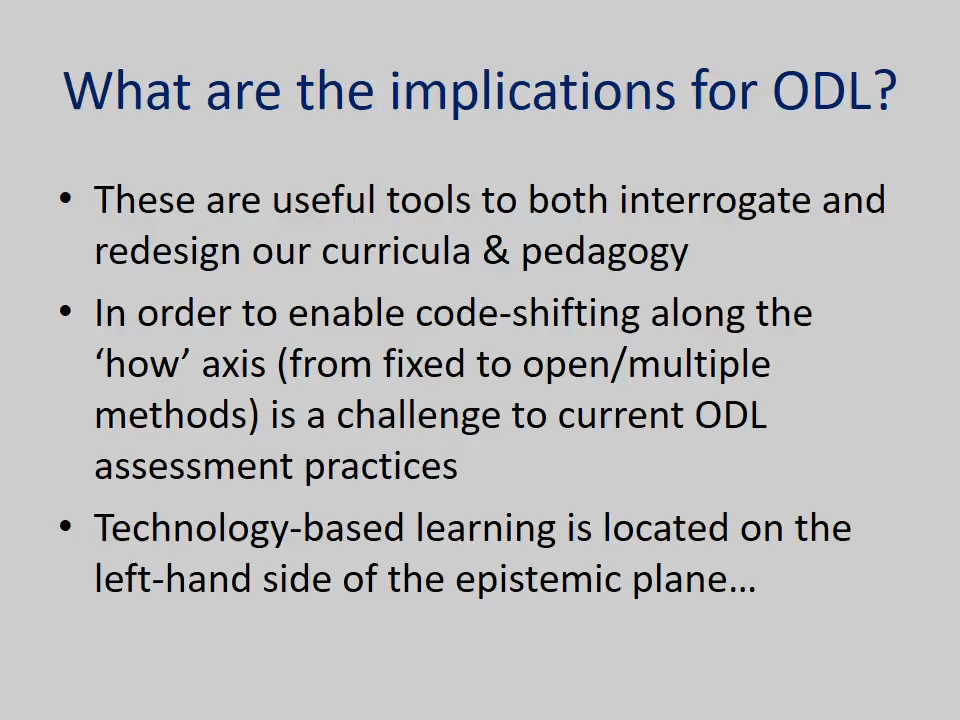 What are the implications for ODL?
• These are useful tools to both interrogate and
redesign our curricula & pedagogy
• In order to enable code-shifting along the
‘how’ axis (from fixed to open/multiple
methods) is a challenge to current ODL
assessment practices
• Technology-based learning is located on the
left-hand side of the epistemic plane…